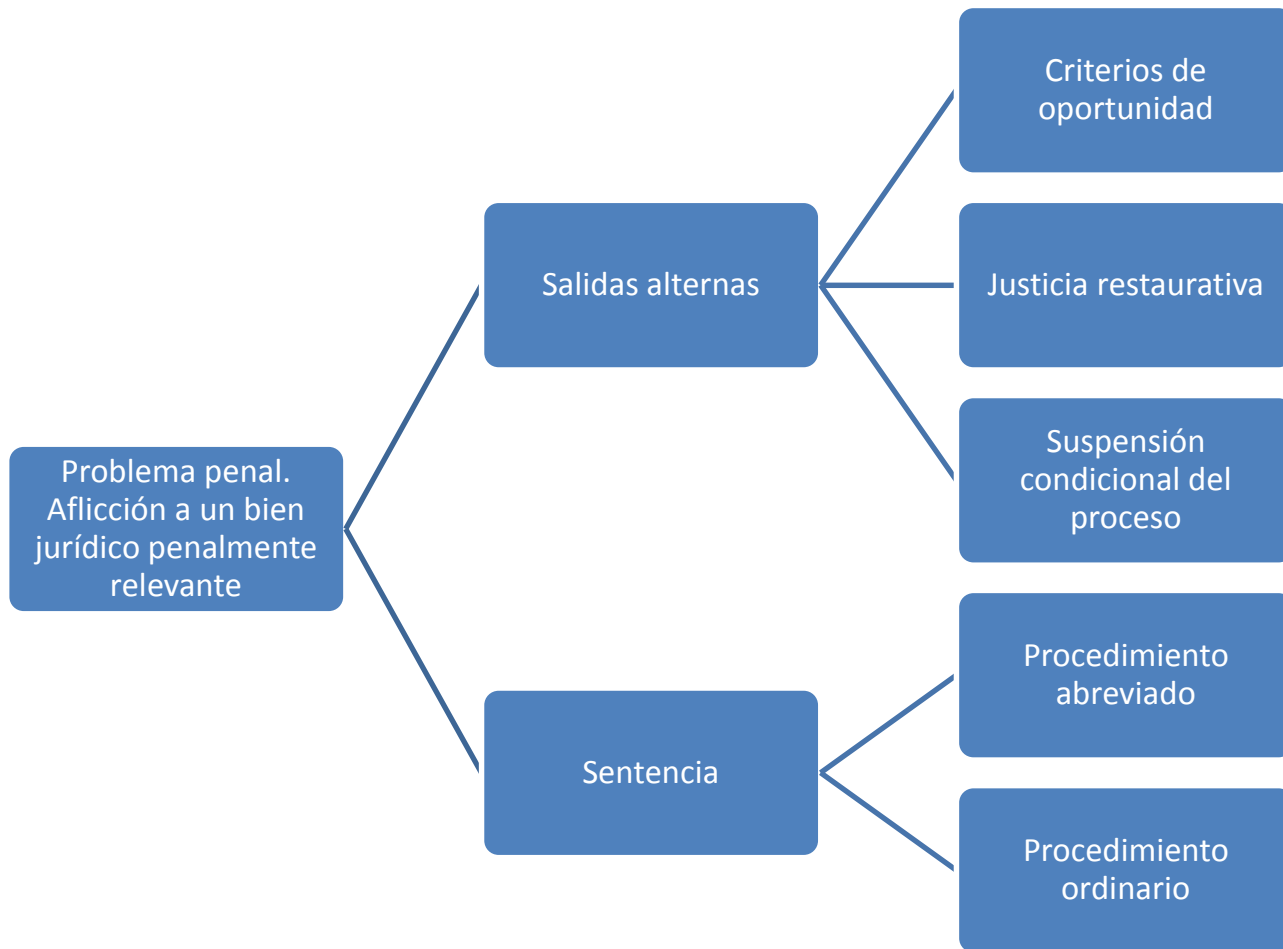 Problema penal.
Aflicción a un bien
jurídico penalmente
relevante
Salidas alternas
Criterios de
oportunidad
Justicia restaurativa
Suspensión
condicional del
proceso
Sentencia
Procedimiento
abreviado
Procedimiento
ordinario